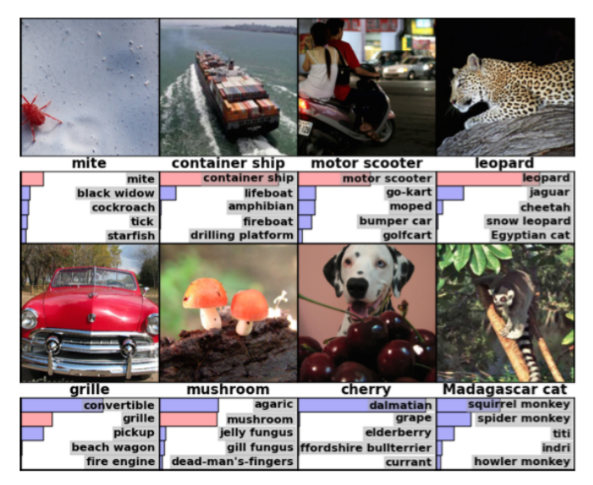 mite
container ship
motor scooter
leopard
mite
black widow
cockroach
tick
starfish
container ship
lifeboat
amphibian
fireboat
drilling platform
motor scooter
go-kart
moped
bumper car
golfcart
leopard
jaguar
cheetah
snow leopard
Egyptian cat
grille
mushroom
cherry
Madagascar cat
convertible
grille
pickup
beach wagon
fire engine
agaric
mushroom
jelly fungus
gill fungus
dead-man's-fingers
dalmatian
grape
elderberry
ffordshire bullterrier
currant
squirrel monkey
spider monkey
titi
indri
howler monkey